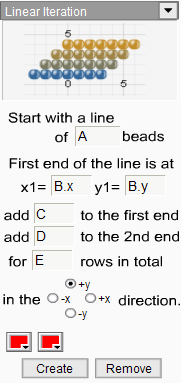 Linear Iteration
0 5
Start with a line
of A beads
First end of the line is at
x1= B.x y1= B.y
add C to the first end
add D to the 2nd end
for E rows in total
+y
in the -x +x direction.
-y
Create Remove